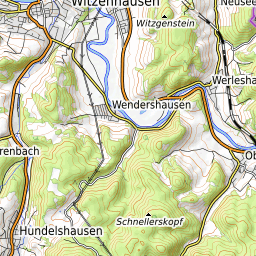 Witzenhausen
Neusee
Witzgenstein
Werlesha
Wendershausen
renbach
Ob
Schnellerskopf
Hundelshausen